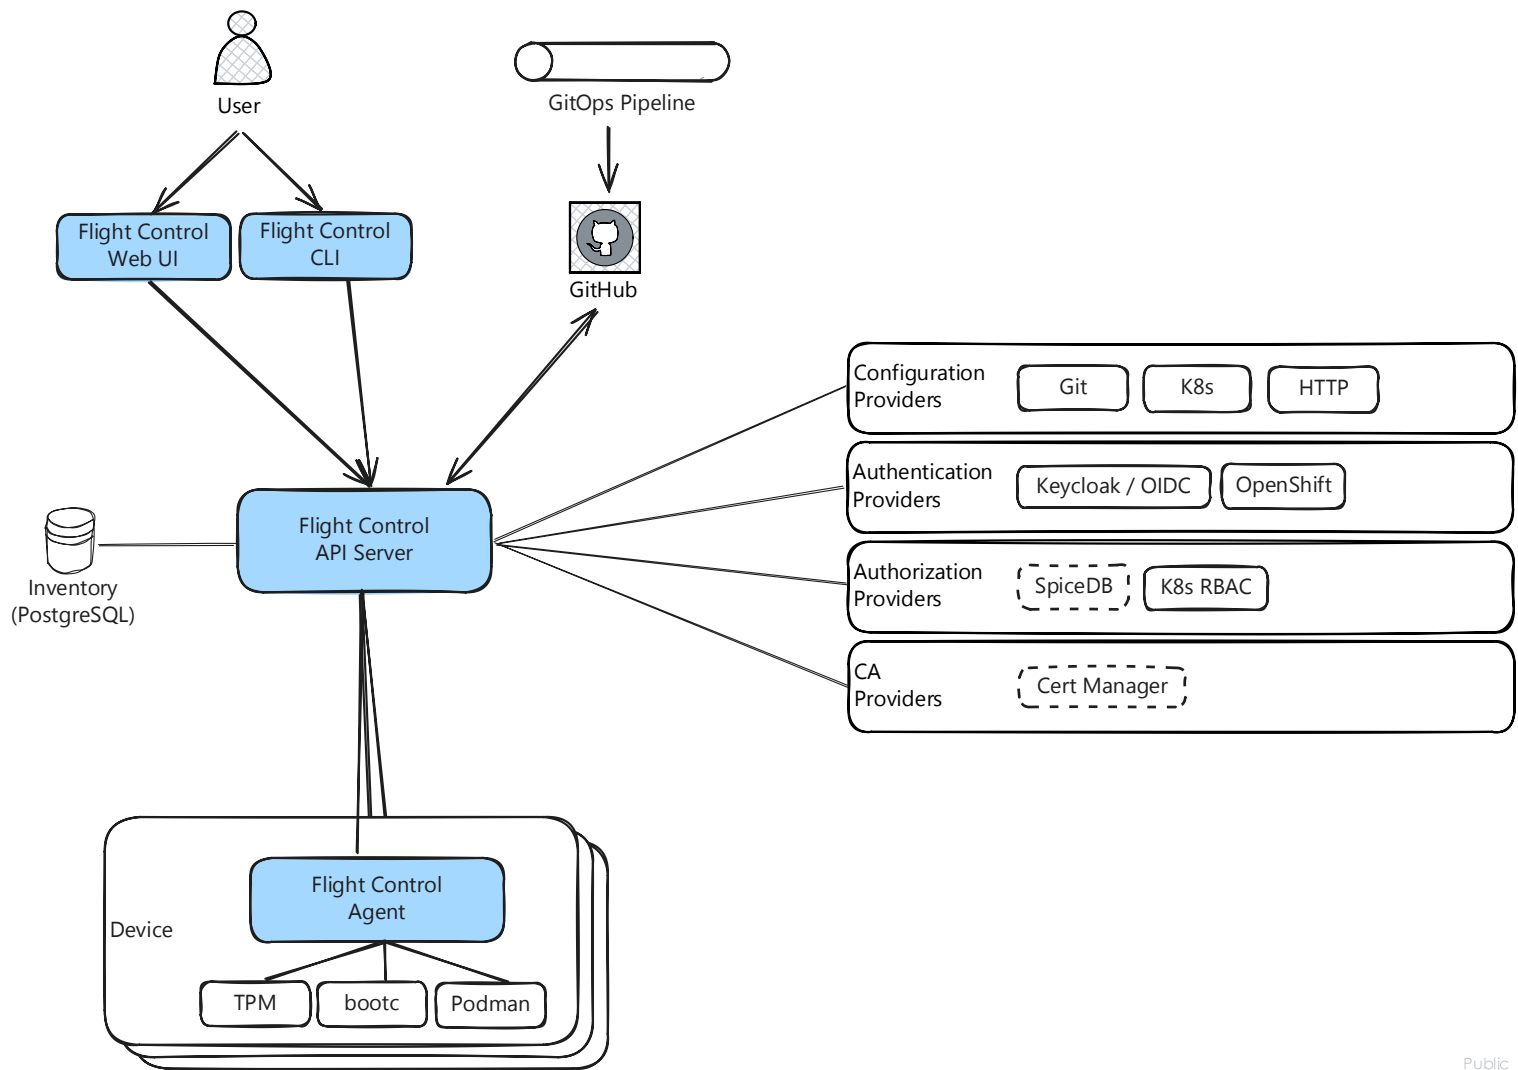 User
GitOps Pipeline
Flight Control
Web UI
Flight Control
CLI
GitHub
Configuration
Providers
Git
K8s
HTTP
Authentication
Providers
Keycloak / OIDC
OpenShift
Flight Control
API Server
Inventory
(PostgreSQL)
Authorization
Providers
SpiceDB
K8s RBAC
CA
Providers
Cert Manager
Flight Control
Agent
Device
TPM
bootc
Podman
Public